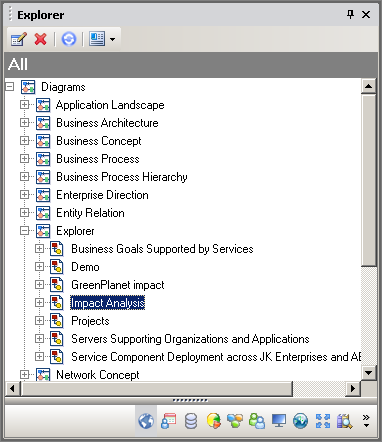 Explorer
All
Diagrams
Application Landscape
Business Architecture
Business Concept
Business Process
Business Process Hierarchy
Enterprise Direction
Entity Relation
Explorer
Business Goals Supported by Services
Demo
GreenPlanet impact
Impact Analysis
Projects
Servers Supporting Organizations and Applications
Service Component Deployment across JK Enterprises and
Network Concept